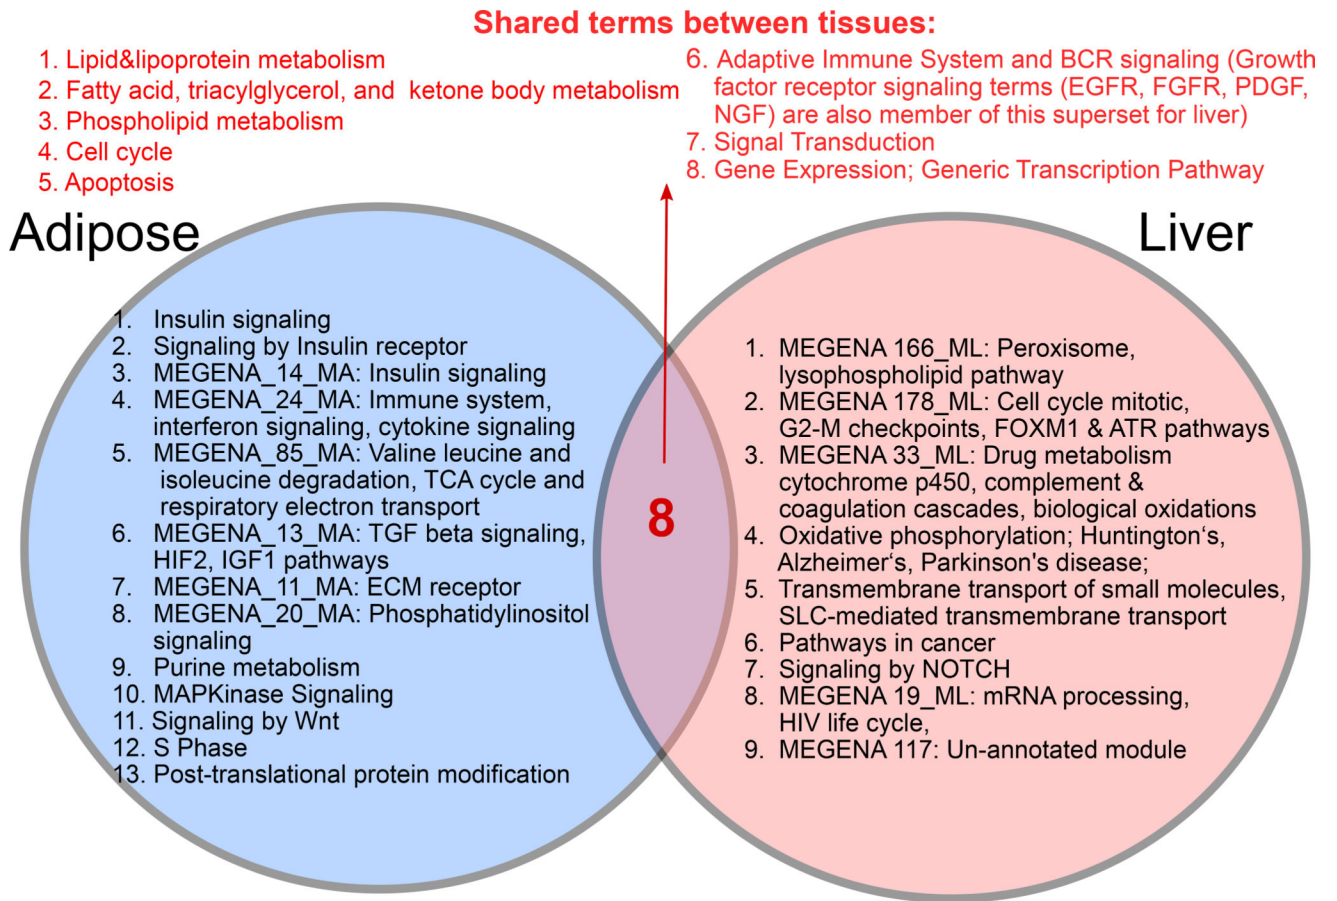 Shared terms between tissues:
1. Lipid&lipoprotein metabolism
2. Fatty acid, triacylglycerol, and ketone body metabolism
3. Phospholipid metabolism
4. Cell cycle
5. Apoptosis
6. Adaptive Immune System and BCR signaling (Growth
factor receptor signaling terms (EGFR, FGFR, PDGF,
NGF) are also member of this superset for liver)
7. Signal Transduction
8. Gene Expression; Generic Transcription Pathway
Adipose
1. Insulin signaling
2. Signaling by Insulin receptor
3. MEGENA_14_MA: Insulin signaling
4. MEGENA_24_MA: Immune system,
interferon signaling, cytokine signaling
5. MEGENA_85_MA: Valine leucine and
isoleucine degradation, TCA cycle and
respiratory electron transport
6. MEGENA_13_MA: TGF beta signaling,
HIF2, IGF1 pathways
7. MEGENA_11_MA: ECM receptor
8. MEGENA_20_MA: Phosphatidylinositol
signaling
9. Purine metabolism
10. MAPKinase Signaling
11. Signaling by Wnt
12. S Phase
13. Post-translational protein modification
8
Liver
1. MEGENA 166_ML: Peroxisome,
lysophospholipid pathway
2. MEGENA 178_ML: Cell cycle mitotic,
G2-M checkpoints, FOXM1 & ATR pathways
3. MEGENA 33_ML: Drug metabolism
cytochrome p450, complement &
coagulation cascades, biological oxidations
4. Oxidative phosphorylation; Huntington‘s,
Alzheimer‘s, Parkinson's disease;
5. Transmembrane transport of small molecules,
SLC-mediated transmembrane transport
6. Pathways in cancer
7. Signaling by NOTCH
8. MEGENA 19_ML: mRNA processing,
HIV life cycle,
9. MEGENA 117: Un-annotated module